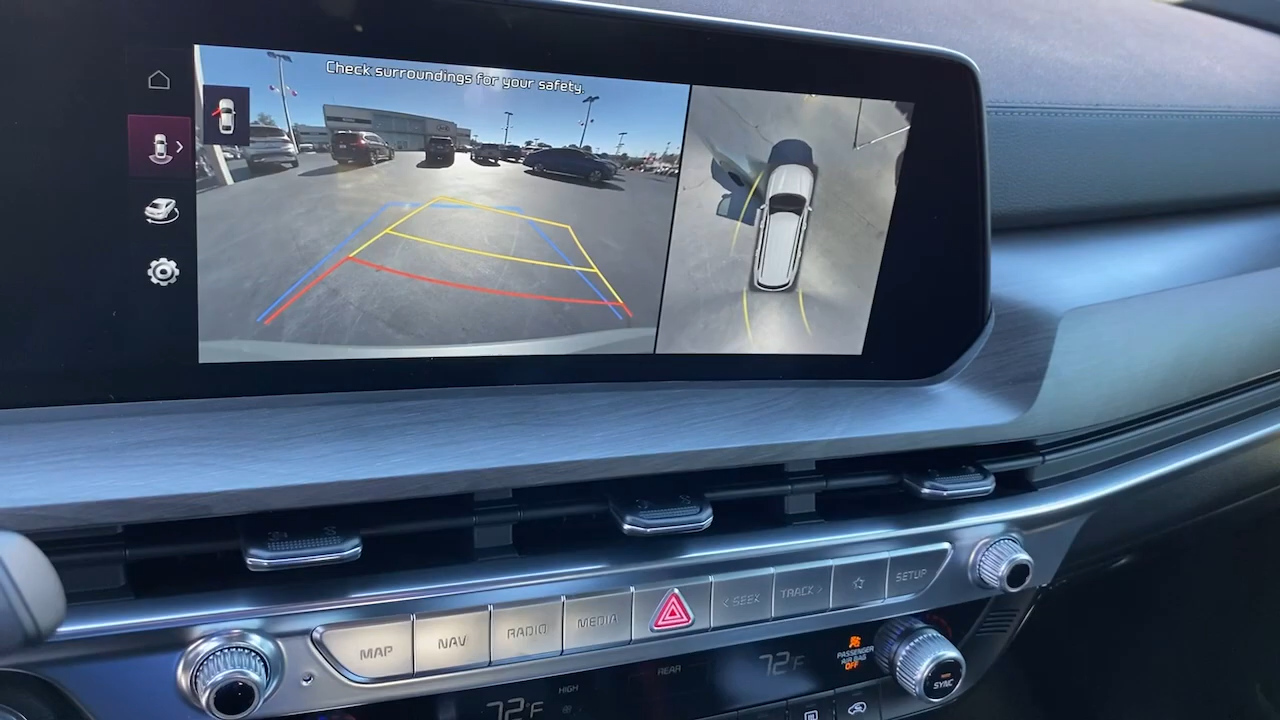 Check surroundings for your safety.
MAP
NAV
RADIO
MEDIA
< SEEK
TRACK >
SETUP
PASSENGER
AIR BAG
OFF
REAR
72°F
HIGH
72°F
SYNC